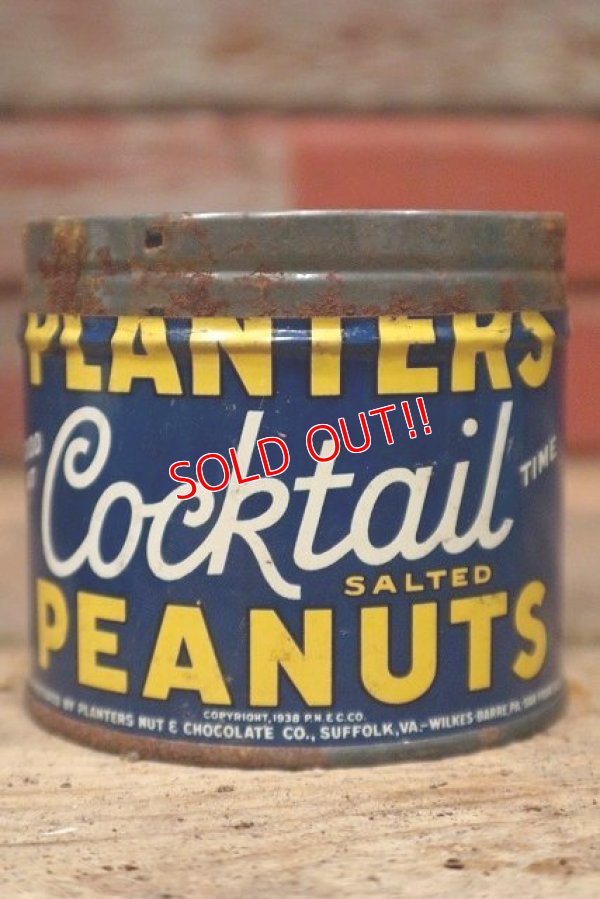 PLANTERS
Cocktail
TIME
SOLD OUT!!
SALTED
PEANUTS
COPYRIGHT, 1938 P.N. & C. CO.
BY PLANTERS NUT & CHOCOLATE CO., SUFFOLK, VA.-WILKES-BARRE, PA.